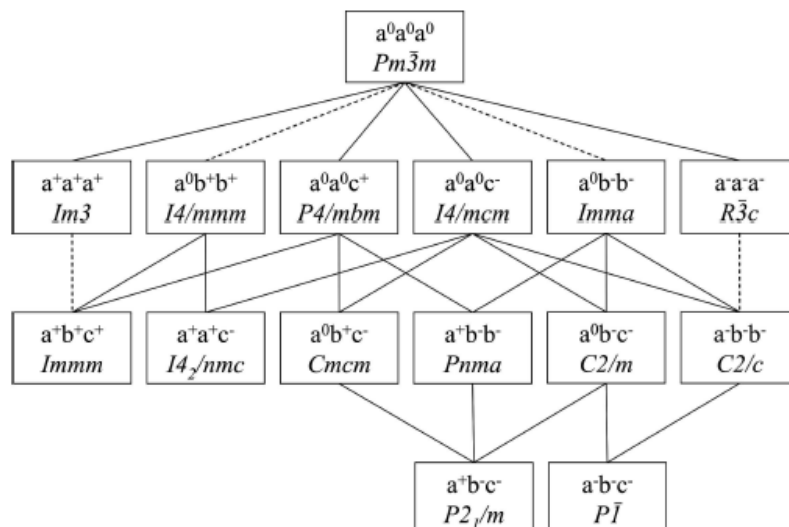 a⁰a⁰a⁰
Pm3̄m
a⁺a⁺a⁺ a⁰b⁺b⁺ a⁰a⁰c⁺ a⁰a⁰c⁻ a⁰b⁻b⁻ a⁻a⁻a⁻
Im3 I4/mmm P4/mbm I4/mcm Imma R3̄c
a⁺b⁺c⁺ a⁺a⁺c⁻ a⁰b⁺c⁻ a⁺b⁻b⁻ a⁰b⁻c⁻ a⁻b⁻b⁻
Immm I4₂/nmc Cmcm Pnma C2/m C2/c
a⁺b⁻c⁻ a⁻b⁻c⁻
P2₁/m P1̄